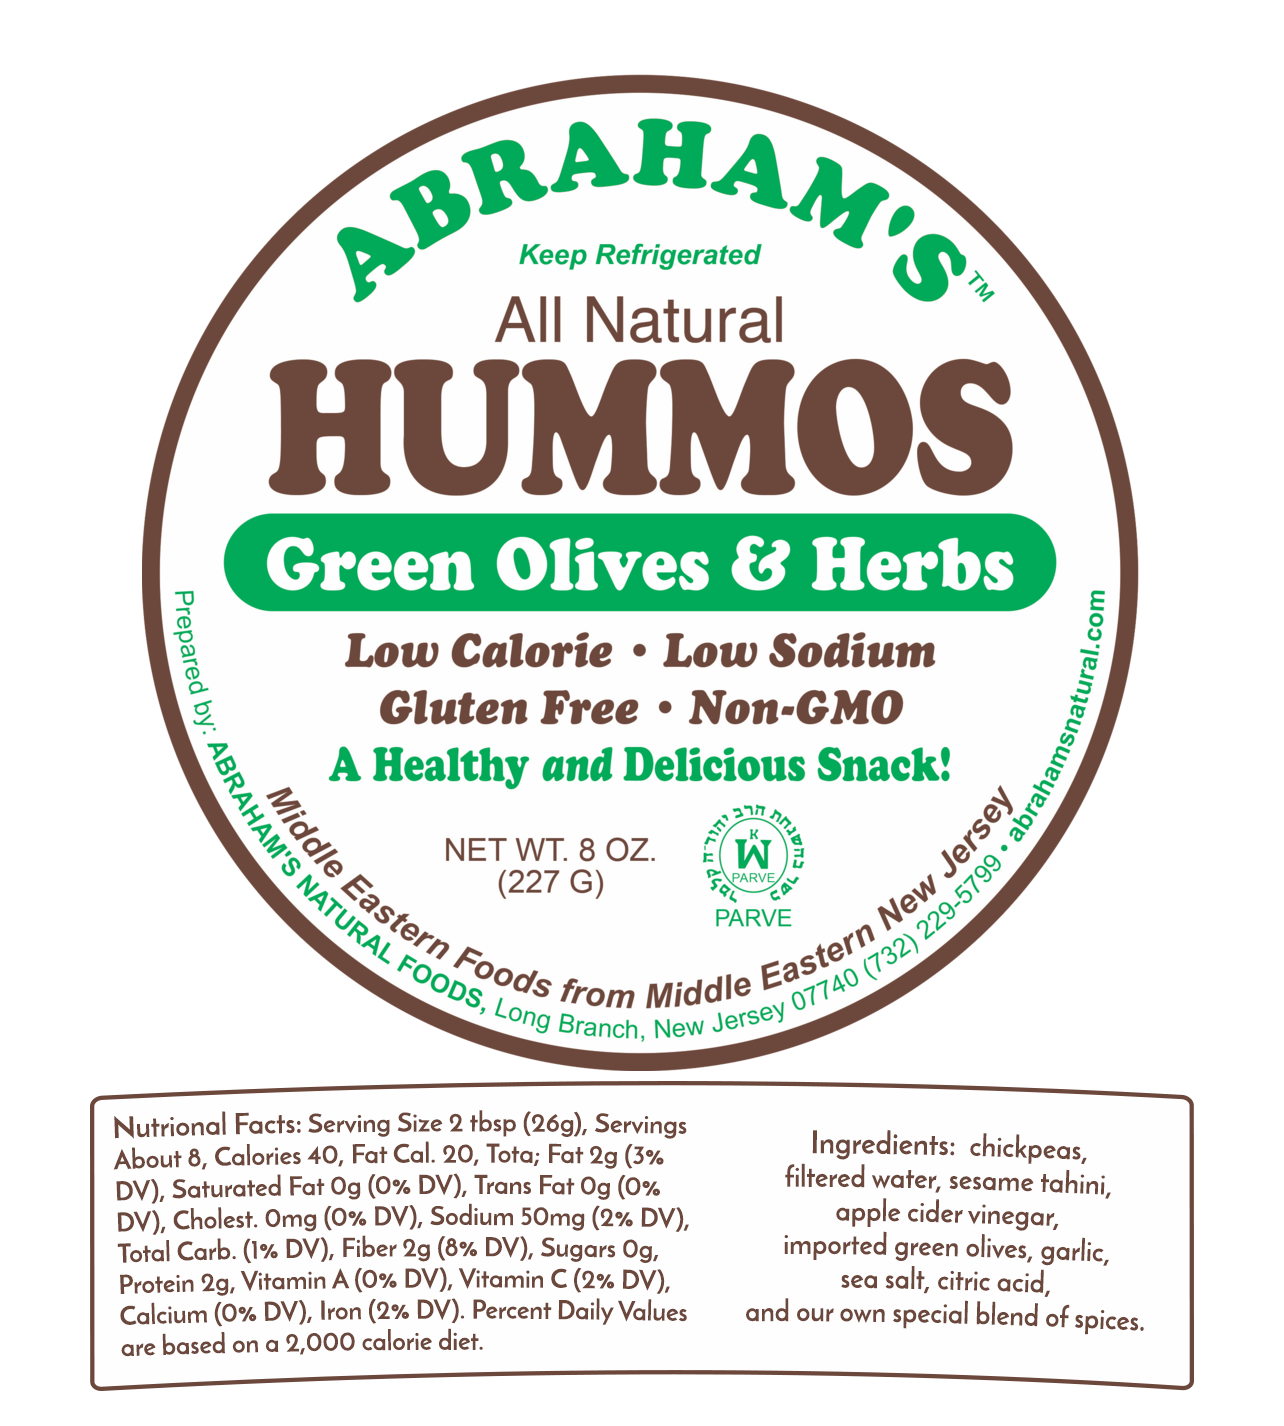 ABRAHAM'S™
Keep Refrigerated
All Natural
HUMMOS
Green Olives & Herbs
Low Calorie • Low Sodium
Gluten Free • Non-GMO
A Healthy and Delicious Snack!
NET WT. 8 OZ.
(227 G)
בהשגחת הרב יהודה קלמר
כשר
K
W
PARVE
PARVE
Middle Eastern Foods from Middle Eastern New Jersey
Prepared by: ABRAHAM'S NATURAL FOODS, Long Branch, New Jersey 07740 (732) 229-5799 • abrahamsnatural.com
Nutrional Facts: Serving Size 2 tbsp (26g), Servings
About 8, Calories 40, Fat Cal. 20, Tota; Fat 2g (3%
DV), Saturated Fat 0g (0% DV), Trans Fat 0g (0%
DV), Cholest. 0mg (0% DV), Sodium 50mg (2% DV),
Total Carb. (1% DV), Fiber 2g (8% DV), Sugars 0g,
Protein 2g, Vitamin A (0% DV), Vitamin C (2% DV),
Calcium (0% DV), Iron (2% DV). Percent Daily Values
are based on a 2,000 calorie diet.
Ingredients: chickpeas,
filtered water, sesame tahini,
apple cider vinegar,
imported green olives, garlic,
sea salt, citric acid,
and our own special blend of spices.